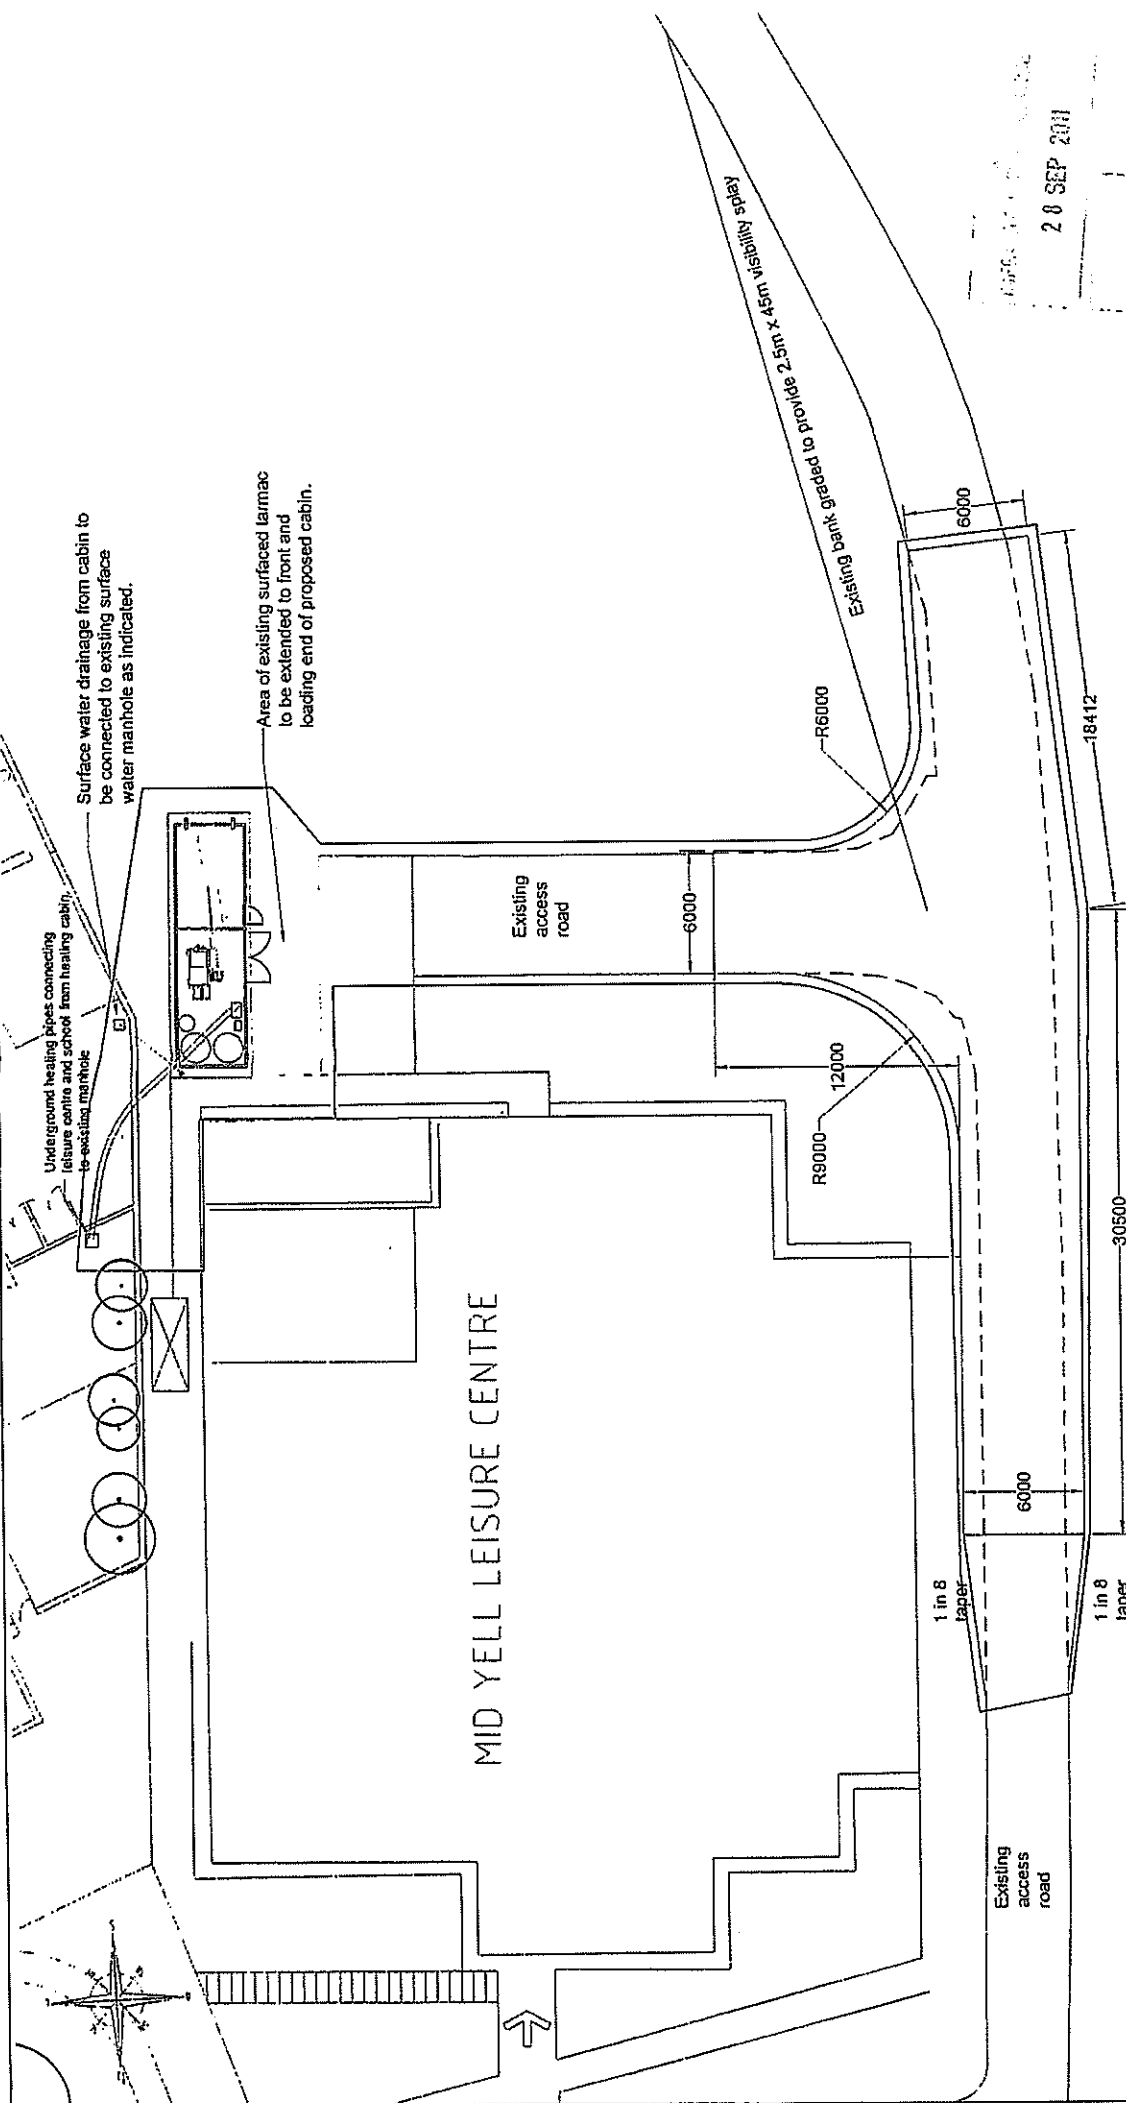 Underground heating pipes connecting
leisure centre and school from heating cabin,
to existing manhole
Surface water drainage from cabin to
be connected to existing surface
water manhole as indicated.
Area of existing surfaced tarmac
to be extended to front and
loading end of proposed cabin.
Existing
access
road
6000
MID YELL LEISURE CENTRE
12000
R9000
R6000
Existing bank graded to provide 2.5m x 45m visibility splay
6000
18412
30500
6000
1 in 8
taper
1 in 8
taper
Existing
access
road
28 SEP 2011